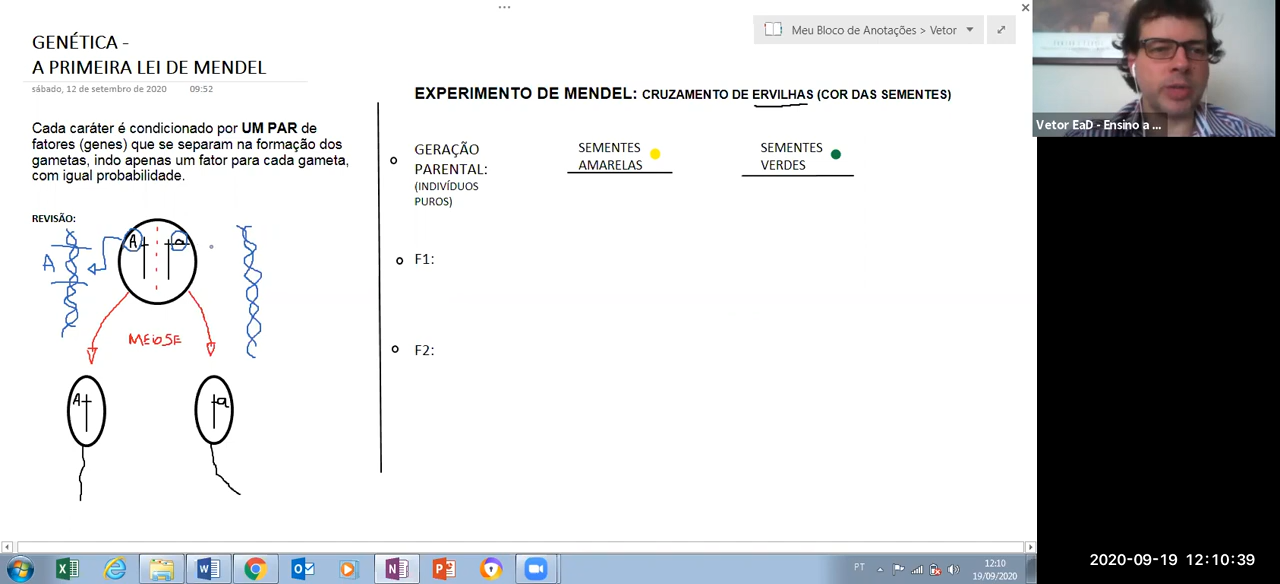 GENÉTICA -
A PRIMEIRA LEI DE MENDEL
sábado, 12 de setembro de 2020 09:52
Cada caráter é condicionado por UM PAR de
fatores (genes) que se separam na formação dos
gametas, indo apenas um fator para cada gameta,
com igual probabilidade.
REVISÃO:
A
A
a
MEIOSE
A
a
Meu Bloco de Anotações > Vetor
EXPERIMENTO DE MENDEL: CRUZAMENTO DE ERVILHAS (COR DAS SEMENTES)
GERAÇÃO
PARENTAL:
(INDIVÍDUOS
PUROS)
SEMENTES
AMARELAS
SEMENTES
VERDES
F1:
F2:
Vetor EaD - Ensino a ...
PT
12:10
19/09/2020
2020-09-19 12:10:39